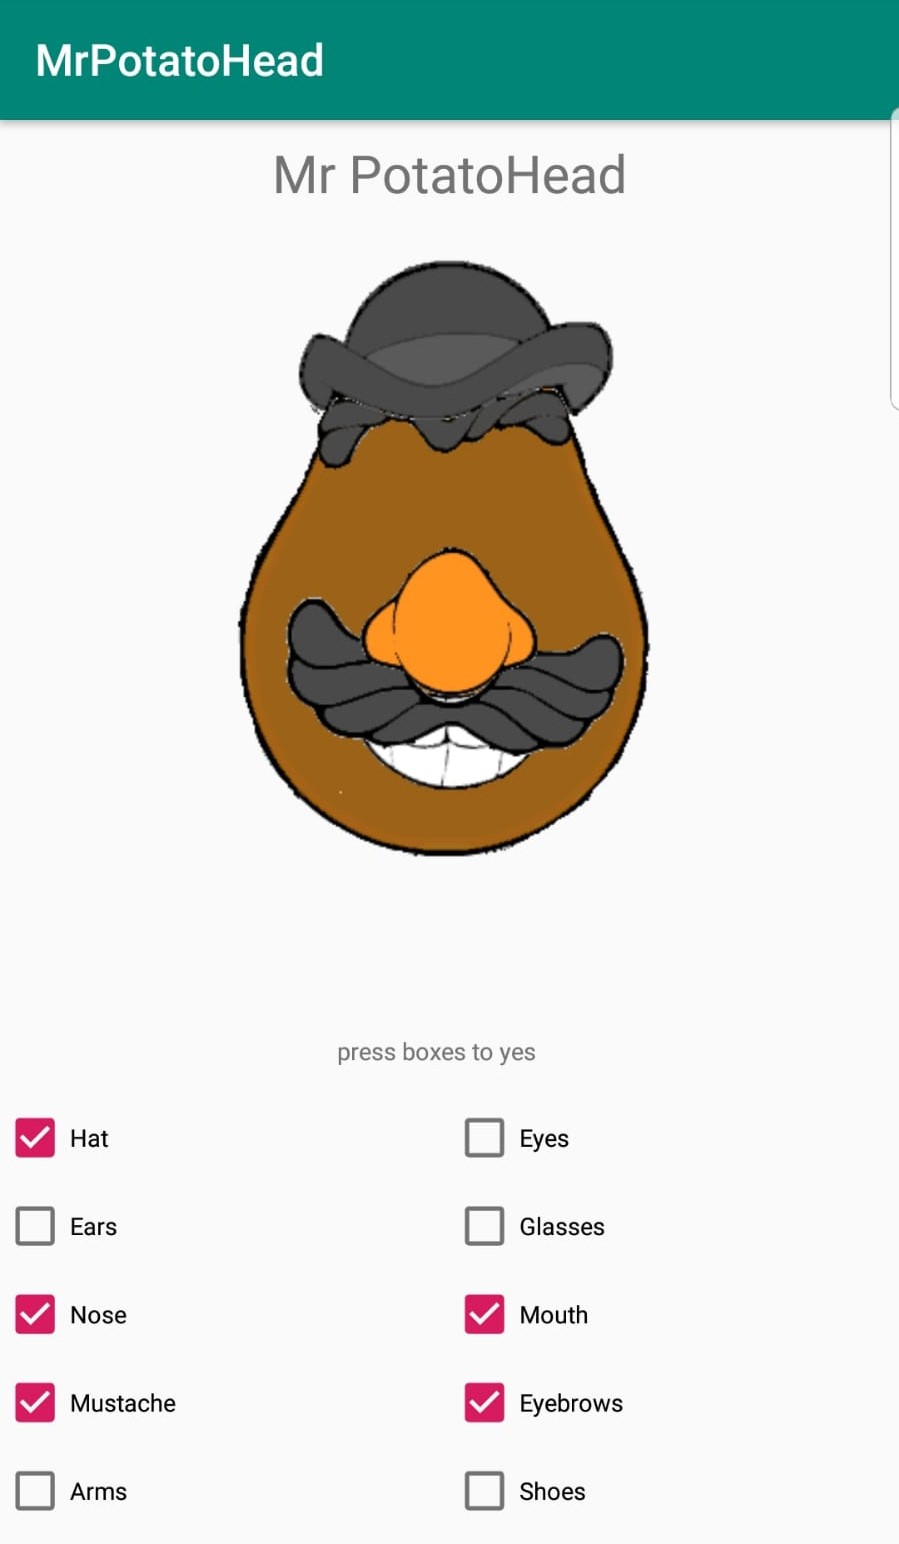 MrPotatoHead
Mr PotatoHead
press boxes to yes
Hat
Eyes
Ears
Glasses
Nose
Mouth
Mustache
Eyebrows
Arms
Shoes